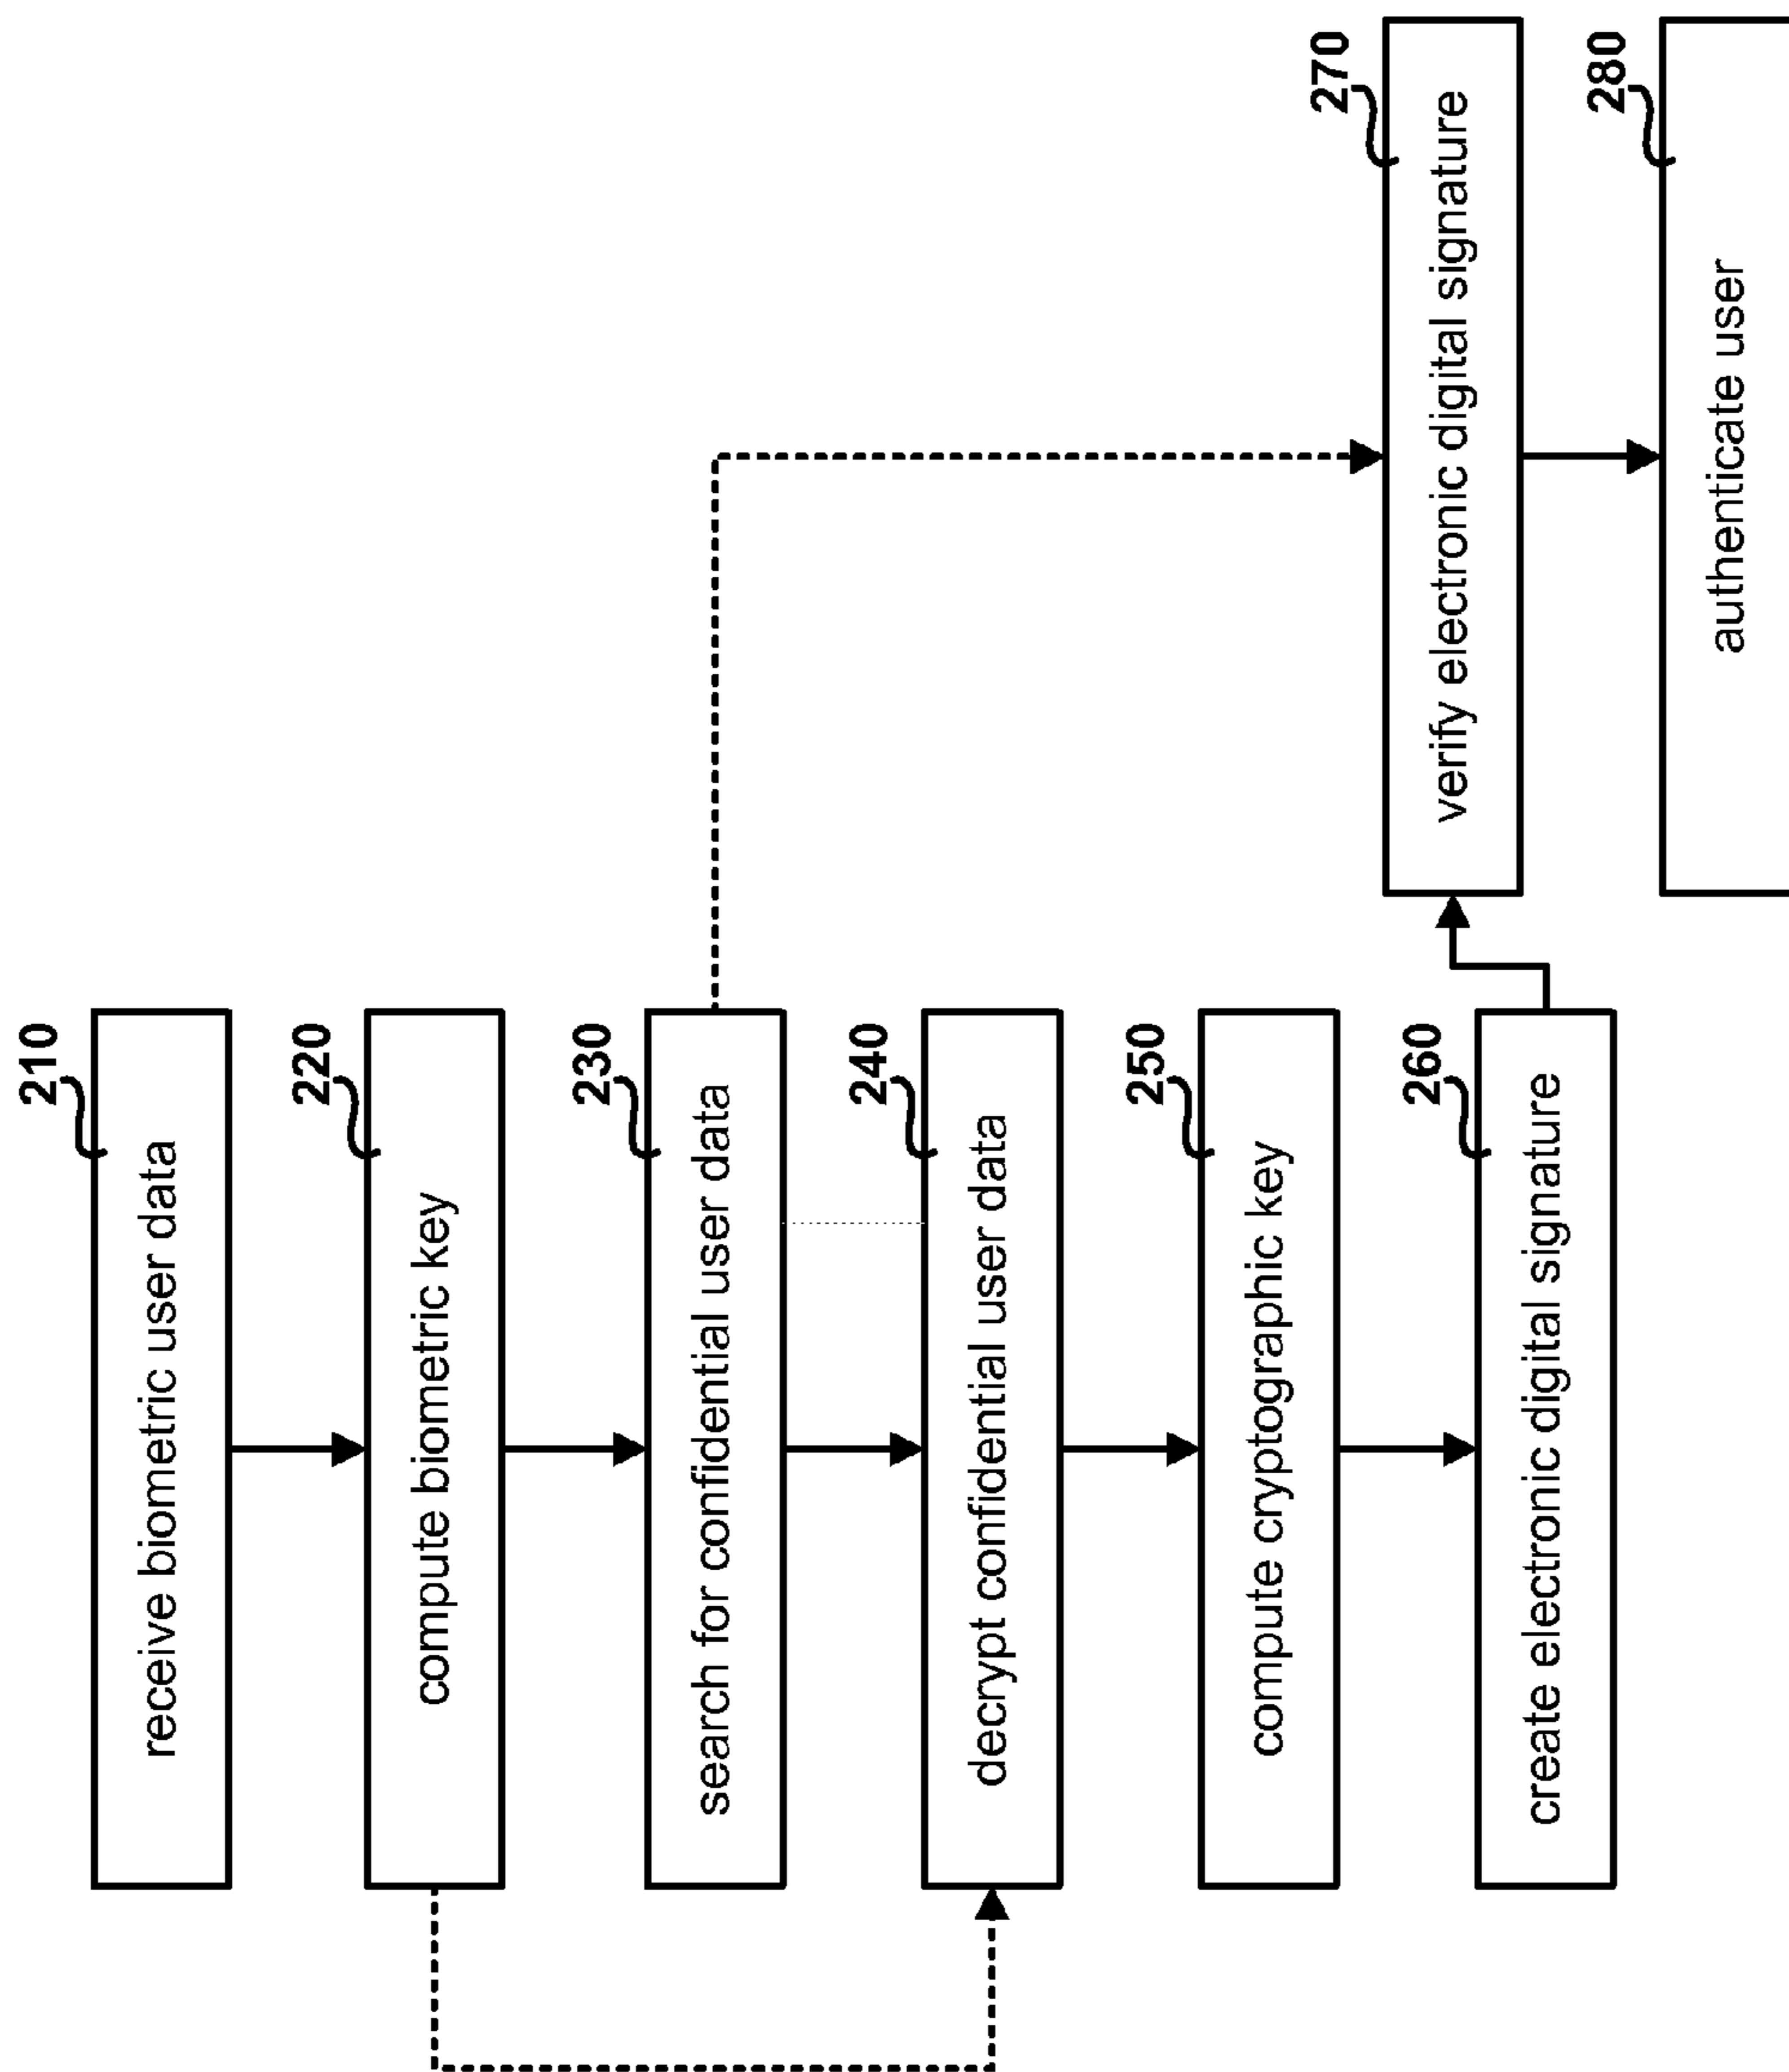 210
receive biometric user data
220
compute biometric key
230
search for confidential user data
240
decrypt confidential user data
250
compute cryptographic key
260
create electronic digital signature
270
verify electronic digital signature
280
authenticate user